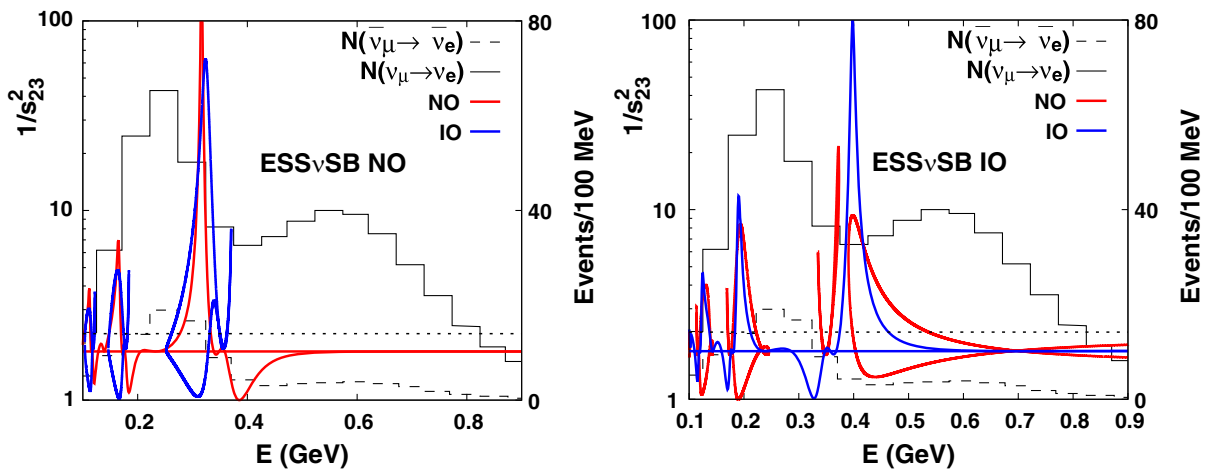 1/s²₂₃
100
10
1
0.2
0.4
0.6
0.8
E (GeV)
80
40
0
Events/100 MeV
N(ν̅μ→ ν̅e)
N(νμ→νe)
NO
IO
ESSνSB NO
1/s²₂₃
100
10
1
0.1
0.2
0.3
0.4
0.5
0.6
0.7
0.8
0.9
E (GeV)
80
40
0
Events/100 MeV
N(ν̅μ→ ν̅e)
N(νμ→νe)
NO
IO
ESSνSB IO